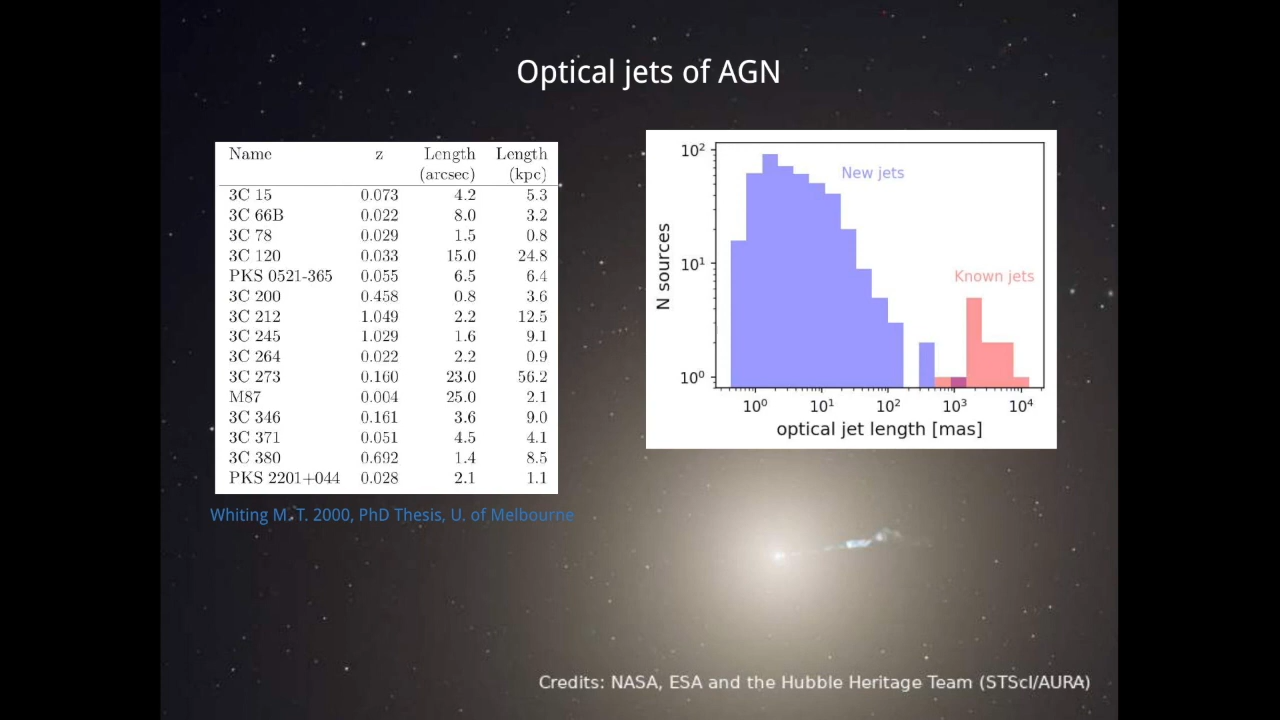 Optical jets of AGN
Name z Length Length
(arcsec) (kpc)
3C 15 0.073 4.2 5.3
3C 66B 0.022 8.0 3.2
3C 78 0.029 1.5 0.8
3C 120 0.033 15.0 24.8
PKS 0521-365 0.055 6.5 6.4
3C 200 0.458 0.8 3.6
3C 212 1.049 2.2 12.5
3C 245 1.029 1.6 9.1
3C 264 0.022 2.2 0.9
3C 273 0.160 23.0 56.2
M87 0.004 25.0 2.1
3C 346 0.161 3.6 9.0
3C 371 0.051 4.5 4.1
3C 380 0.692 1.4 8.5
PKS 2201+044 0.028 2.1 1.1
Whiting M. T. 2000, PhD Thesis, U. of Melbourne
N sources
10²
10¹
10⁰
New jets
Known jets
10⁰ 10¹ 10² 10³ 10⁴
optical jet length [mas]
Credits: NASA, ESA and the Hubble Heritage Team (STScI/AURA)